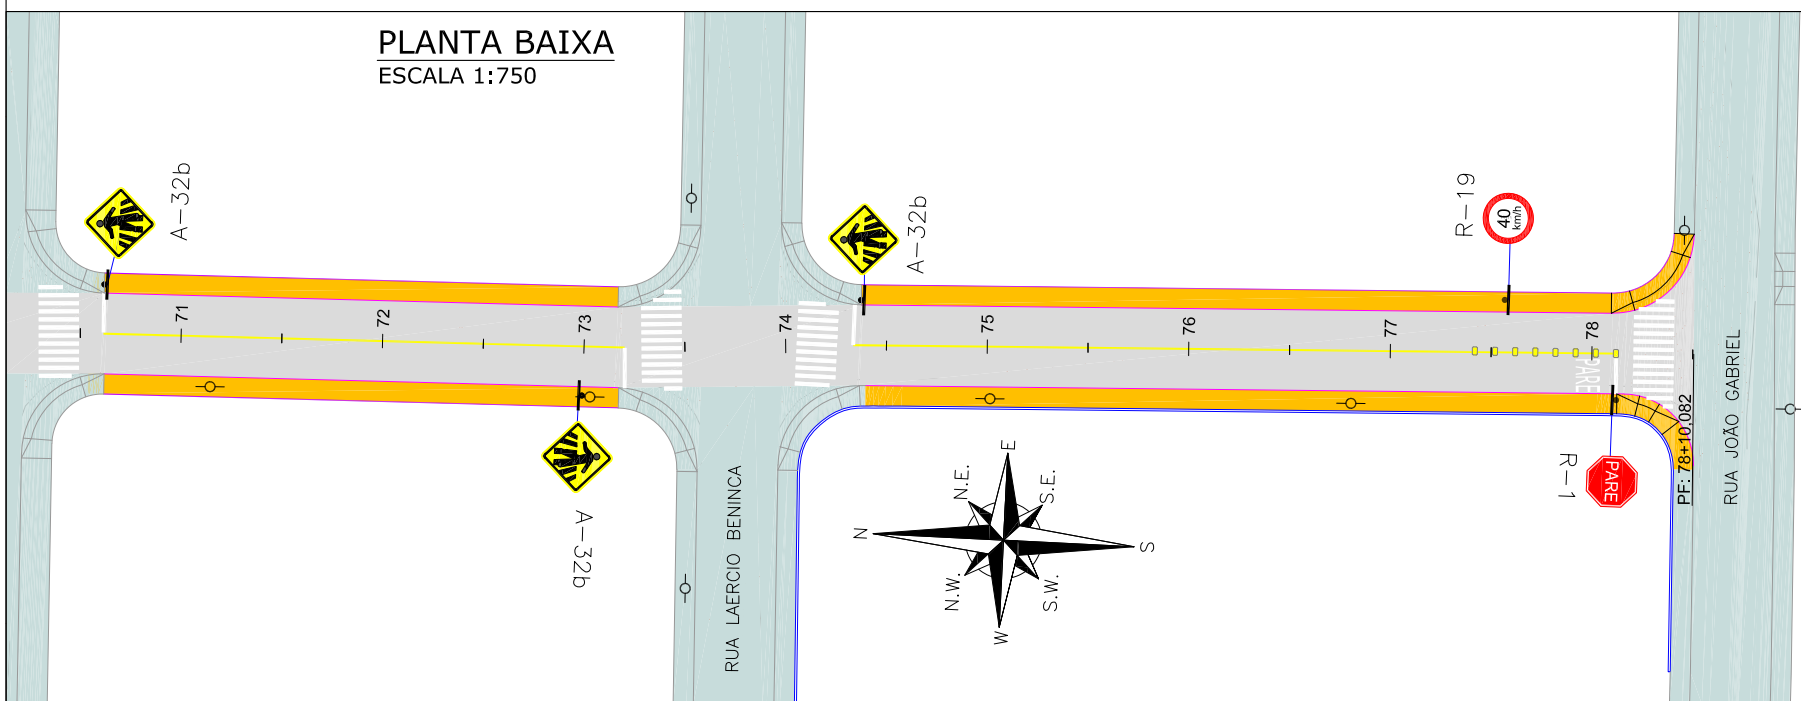 PLANTA BAIXA
ESCALA 1:750
A-32b
A-32b
R-19
40
km/h
71
72
73
74
75
76
77
78
PARE
A-32b
RUA LAERCIO BENINCA
N
N.E.
E
S.E.
S
S.W.
W
N.W.
R-1
PARE
PF: 78+10,082
RUA JOÃO GABRIEL